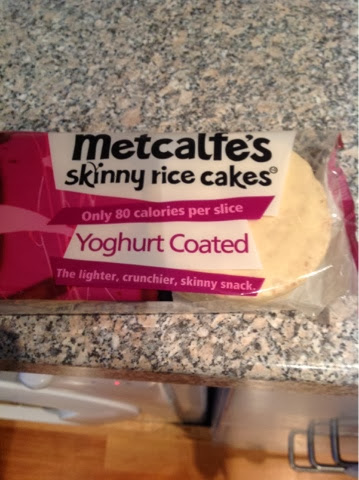 Metcalfe's
skinny rice cakes
Only 80 calories per slice
Yoghurt Coated
The lighter, crunchier, skinny snack.